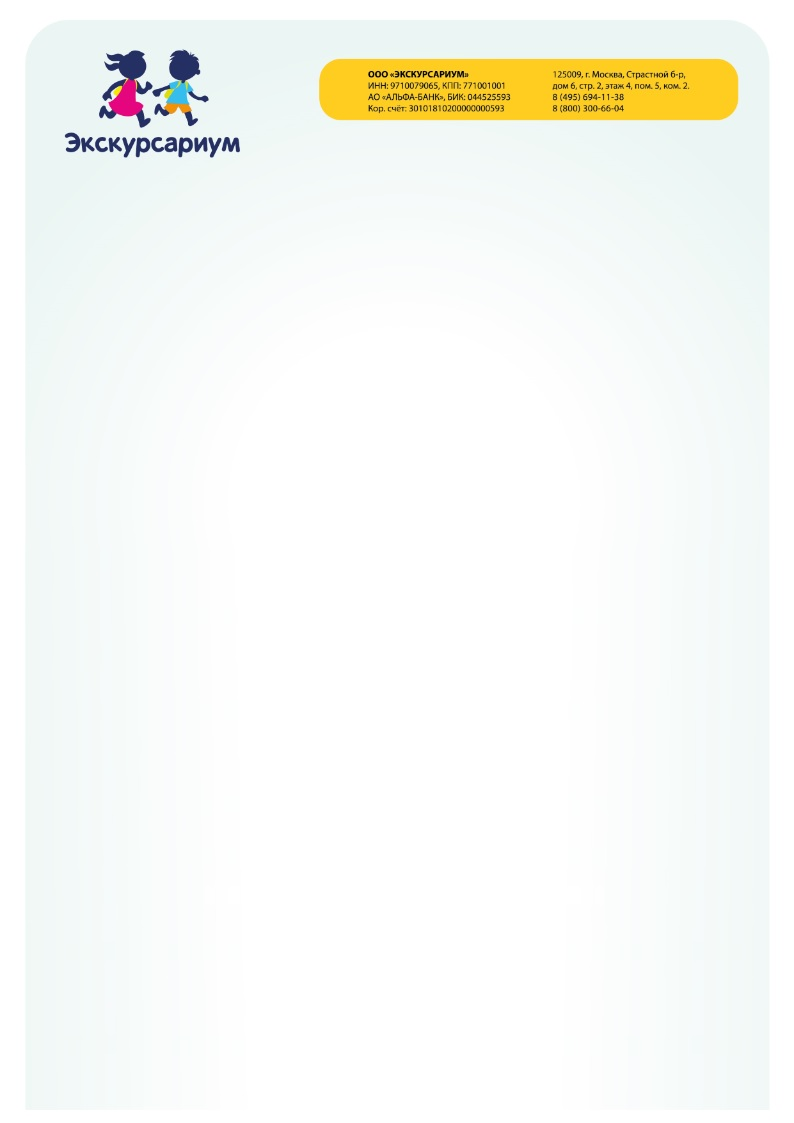 Экскурсариум
ООО «ЭКСКУРСАРИУМ»
ИНН: 9710079065, КПП: 771001001
АО «АЛЬФА-БАНК», БИК: 044525593
Кор. счёт: 30101810200000000593
125009, г. Москва, Страстной б-р,
дом 6, стр. 2, этаж 4, пом. 5, ком. 2.
8 (495) 694-11-38
8 (800) 300-66-04